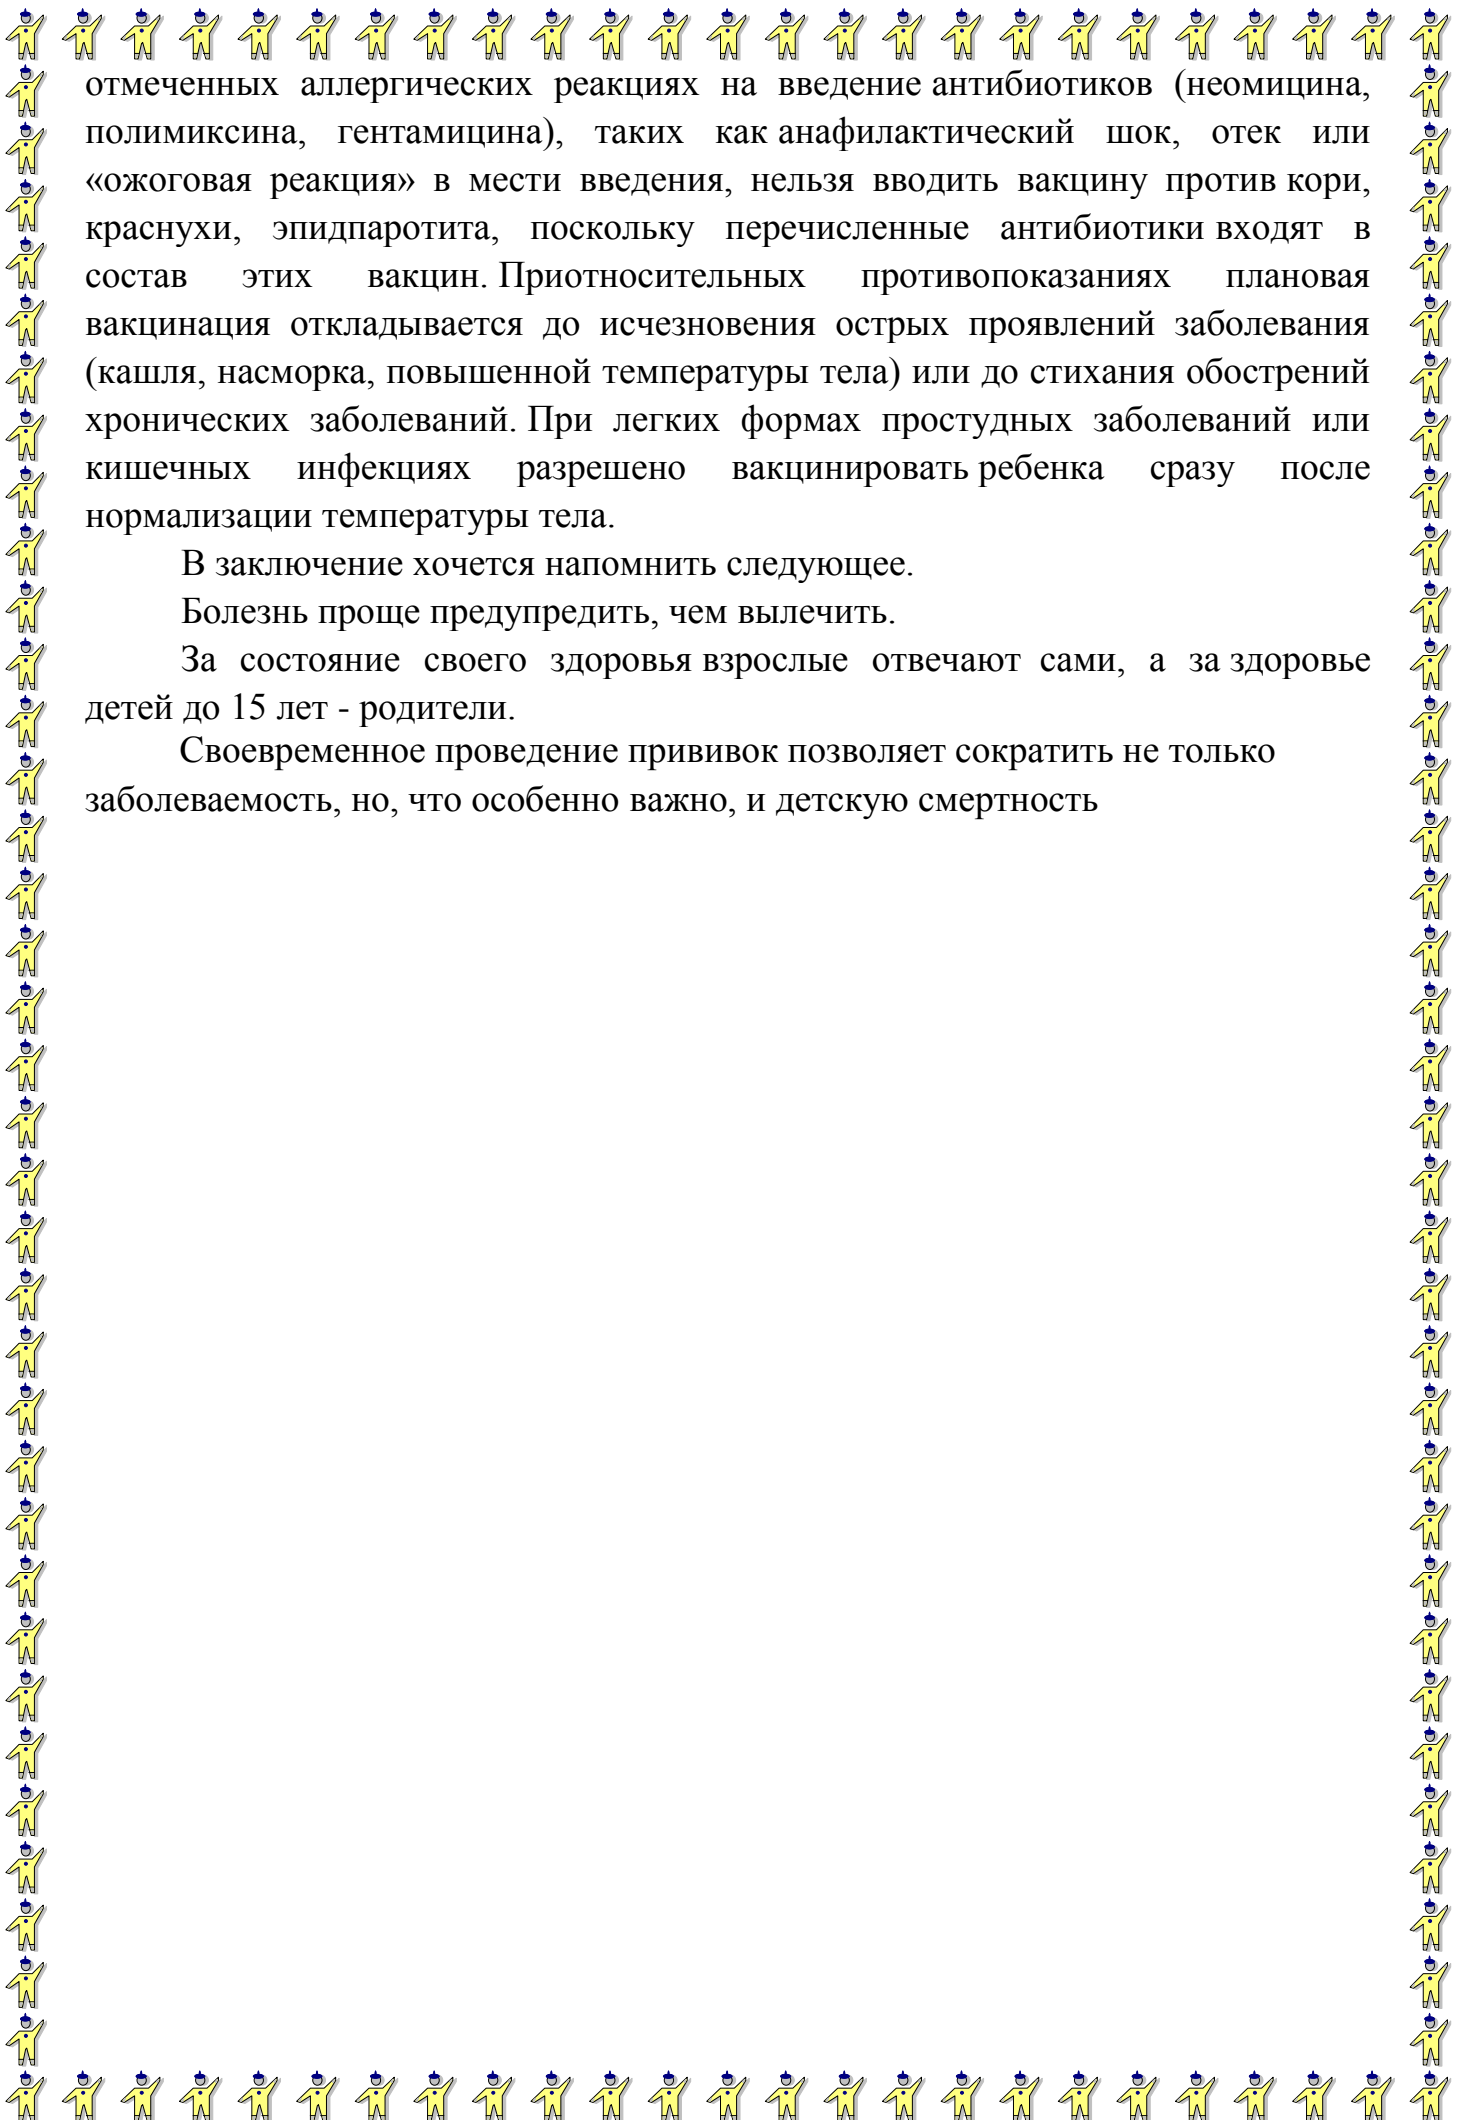 отмеченных аллергических реакциях на введение антибиотиков (неомицина,
полимиксина, гентамицина), таких как анафилактический шок, отек или
«ожоговая реакция» в мести введения, нельзя вводить вакцину против кори,
краснухи, эпидпаротита, поскольку перечисленные антибиотики входят в
состав этих вакцин. Приотносительных противопоказаниях плановая
вакцинация откладывается до исчезновения острых проявлений заболевания
(кашля, насморка, повышенной температуры тела) или до стихания обострений
хронических заболеваний. При легких формах простудных заболеваний или
кишечных инфекциях разрешено вакцинировать ребенка сразу после
нормализации температуры тела.
В заключение хочется напомнить следующее.
Болезнь проще предупредить, чем вылечить.
За состояние своего здоровья взрослые отвечают сами, а за здоровье
детей до 15 лет - родители.
Своевременное проведение прививок позволяет сократить не только
заболеваемость, но, что особенно важно, и детскую смертность